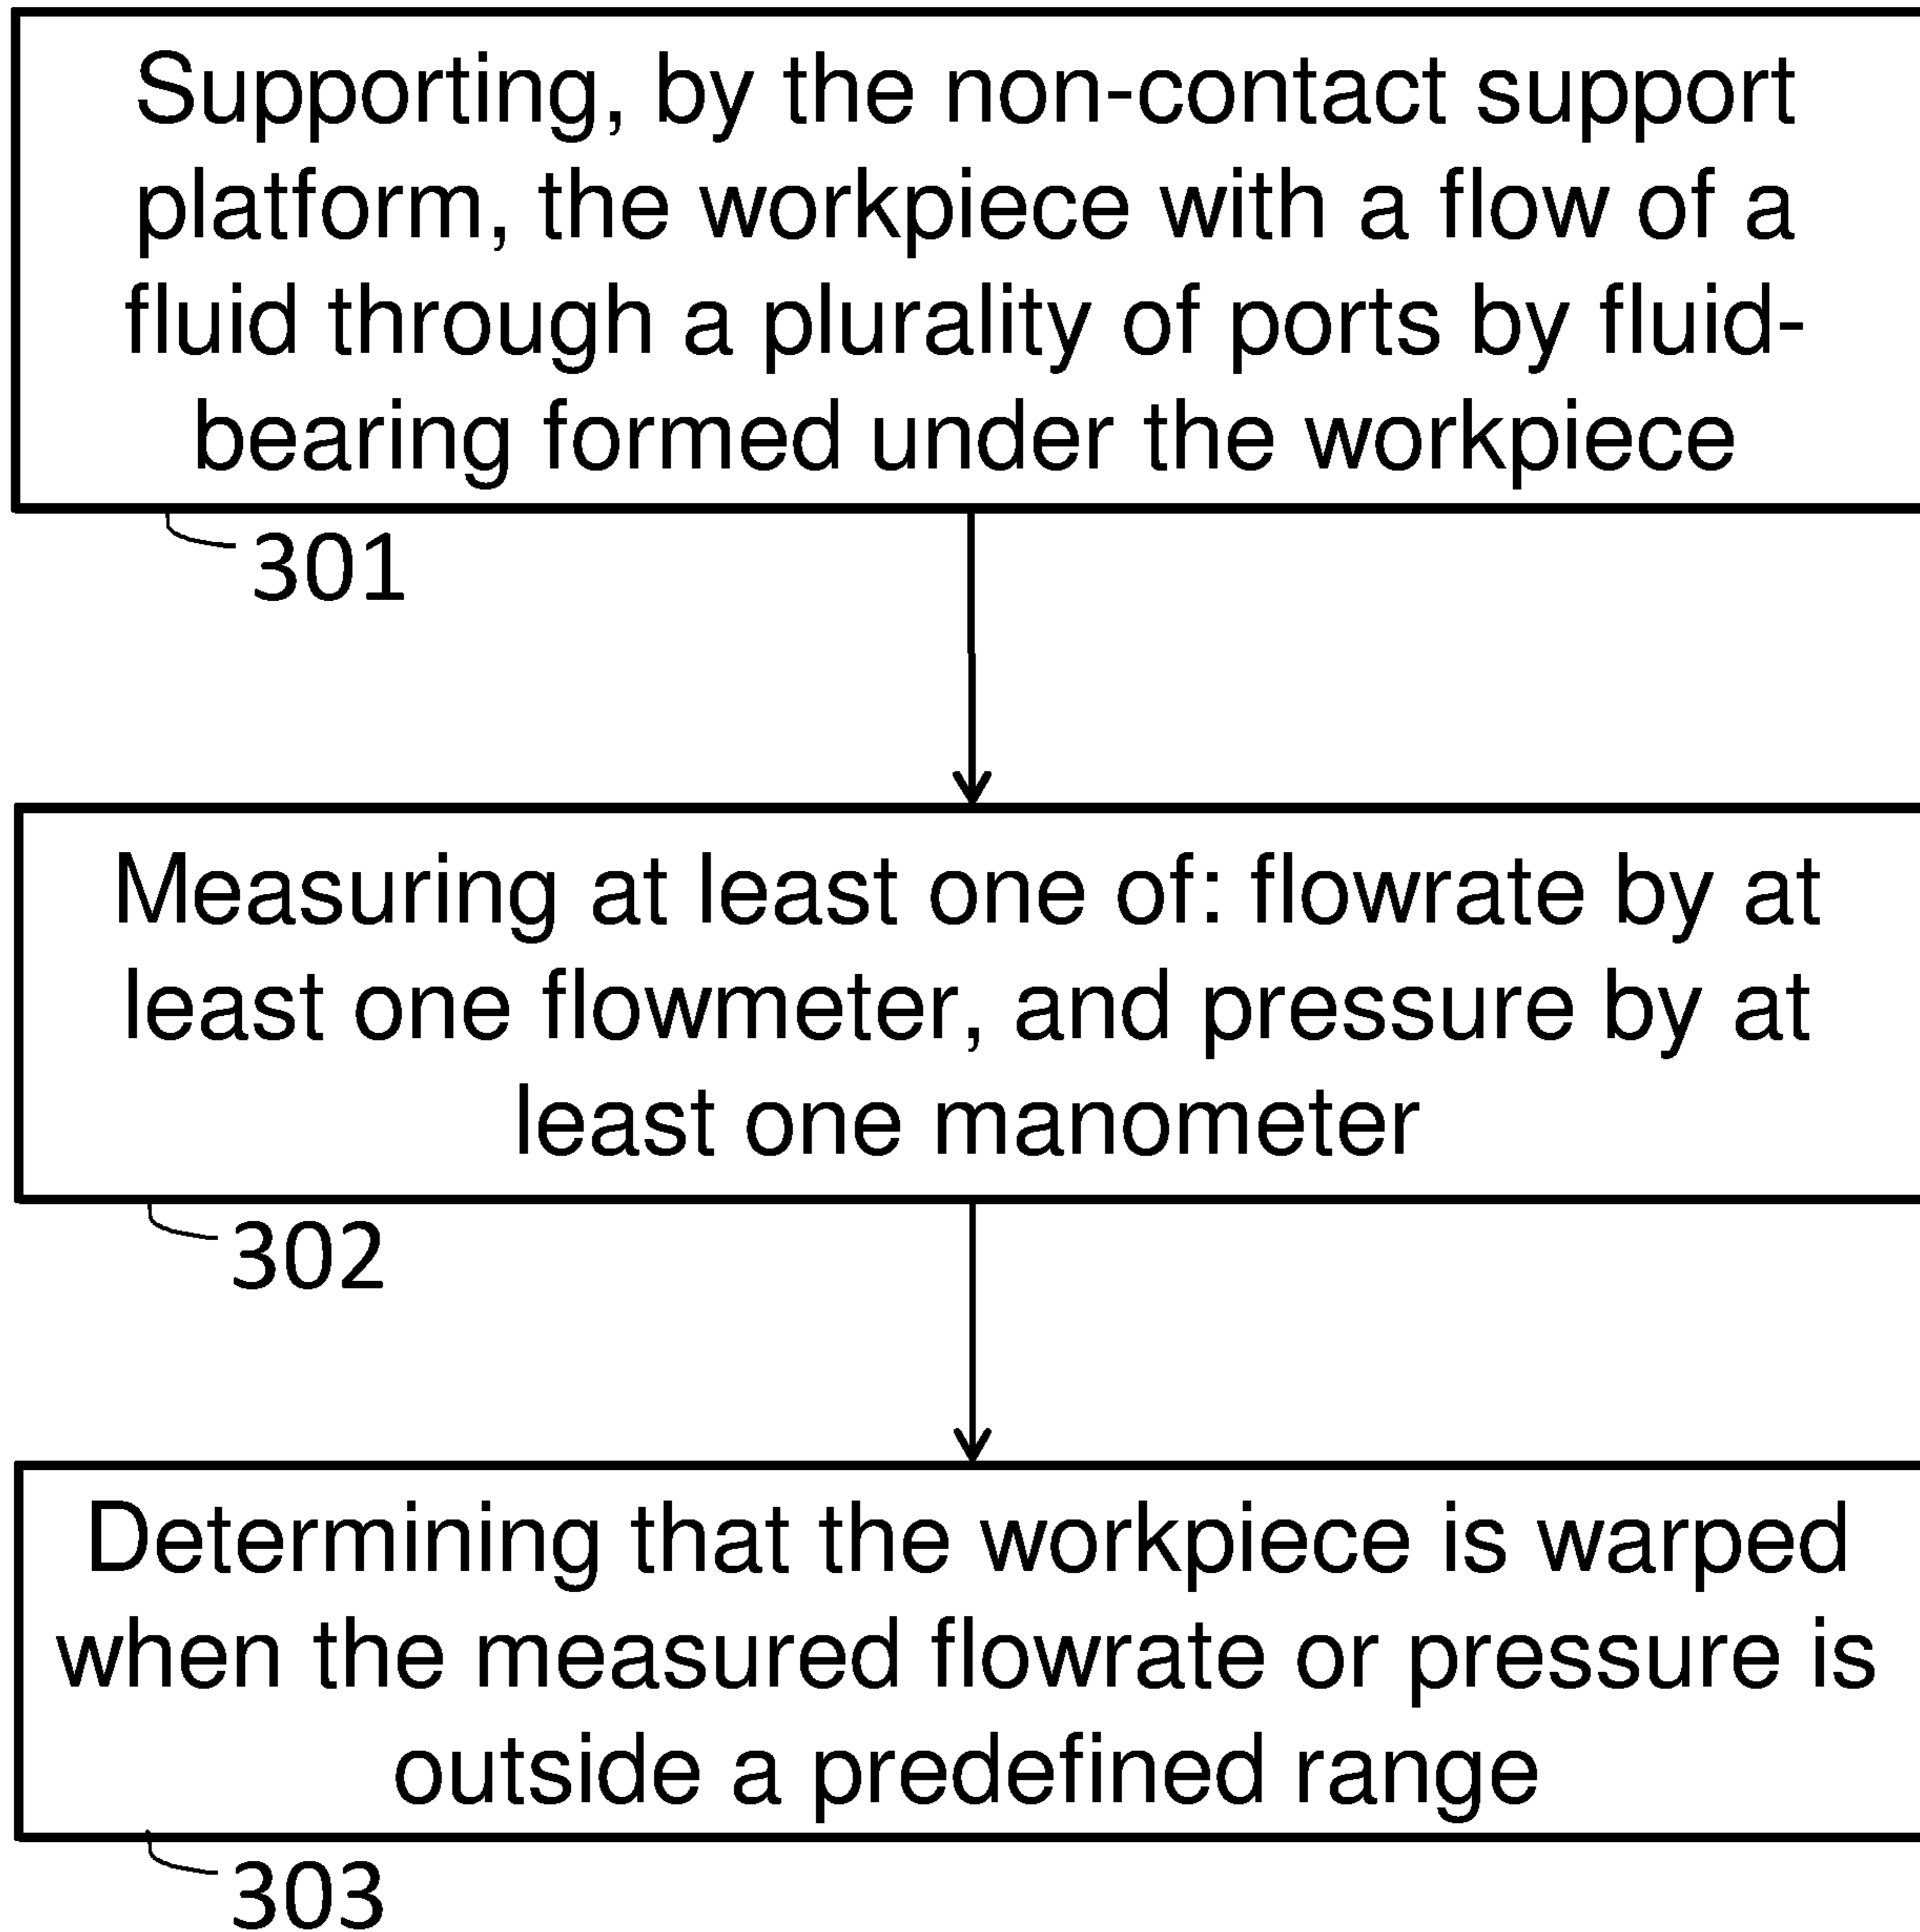 Supporting, by the non-contact support
platform, the workpiece with a flow of a
fluid through a plurality of ports by fluid-
bearing formed under the workpiece
301
Measuring at least one of: flowrate by at
least one flowmeter, and pressure by at
least one manometer
302
Determining that the workpiece is warped
when the measured flowrate or pressure is
outside a predefined range
303